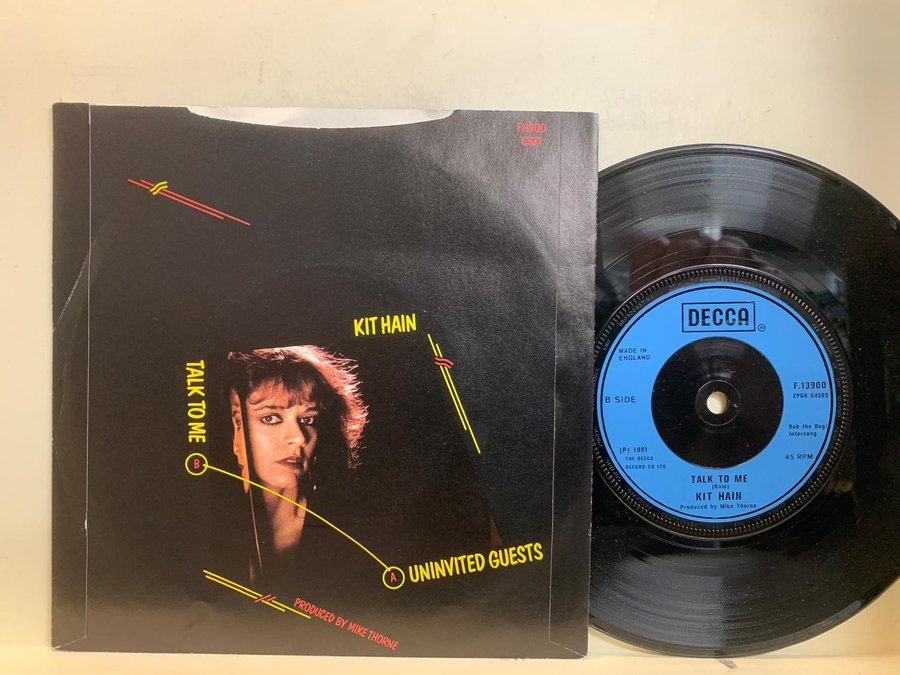 F13900
DECCA
KIT HAIN
TALK TO ME
B
A UNINVITED GUESTS
PRODUCED BY MIKE THORNE
DECCA
MADE IN
ENGLAND
F.13900
ZPDR 64565
B SIDE
Bob the Dog/
Intersong
(P) 1981
THE DECCA
RECORD CO LTD
45 RPM
TALK TO ME
(Hain)
KIT HAIN
Produced by Mike Thorne